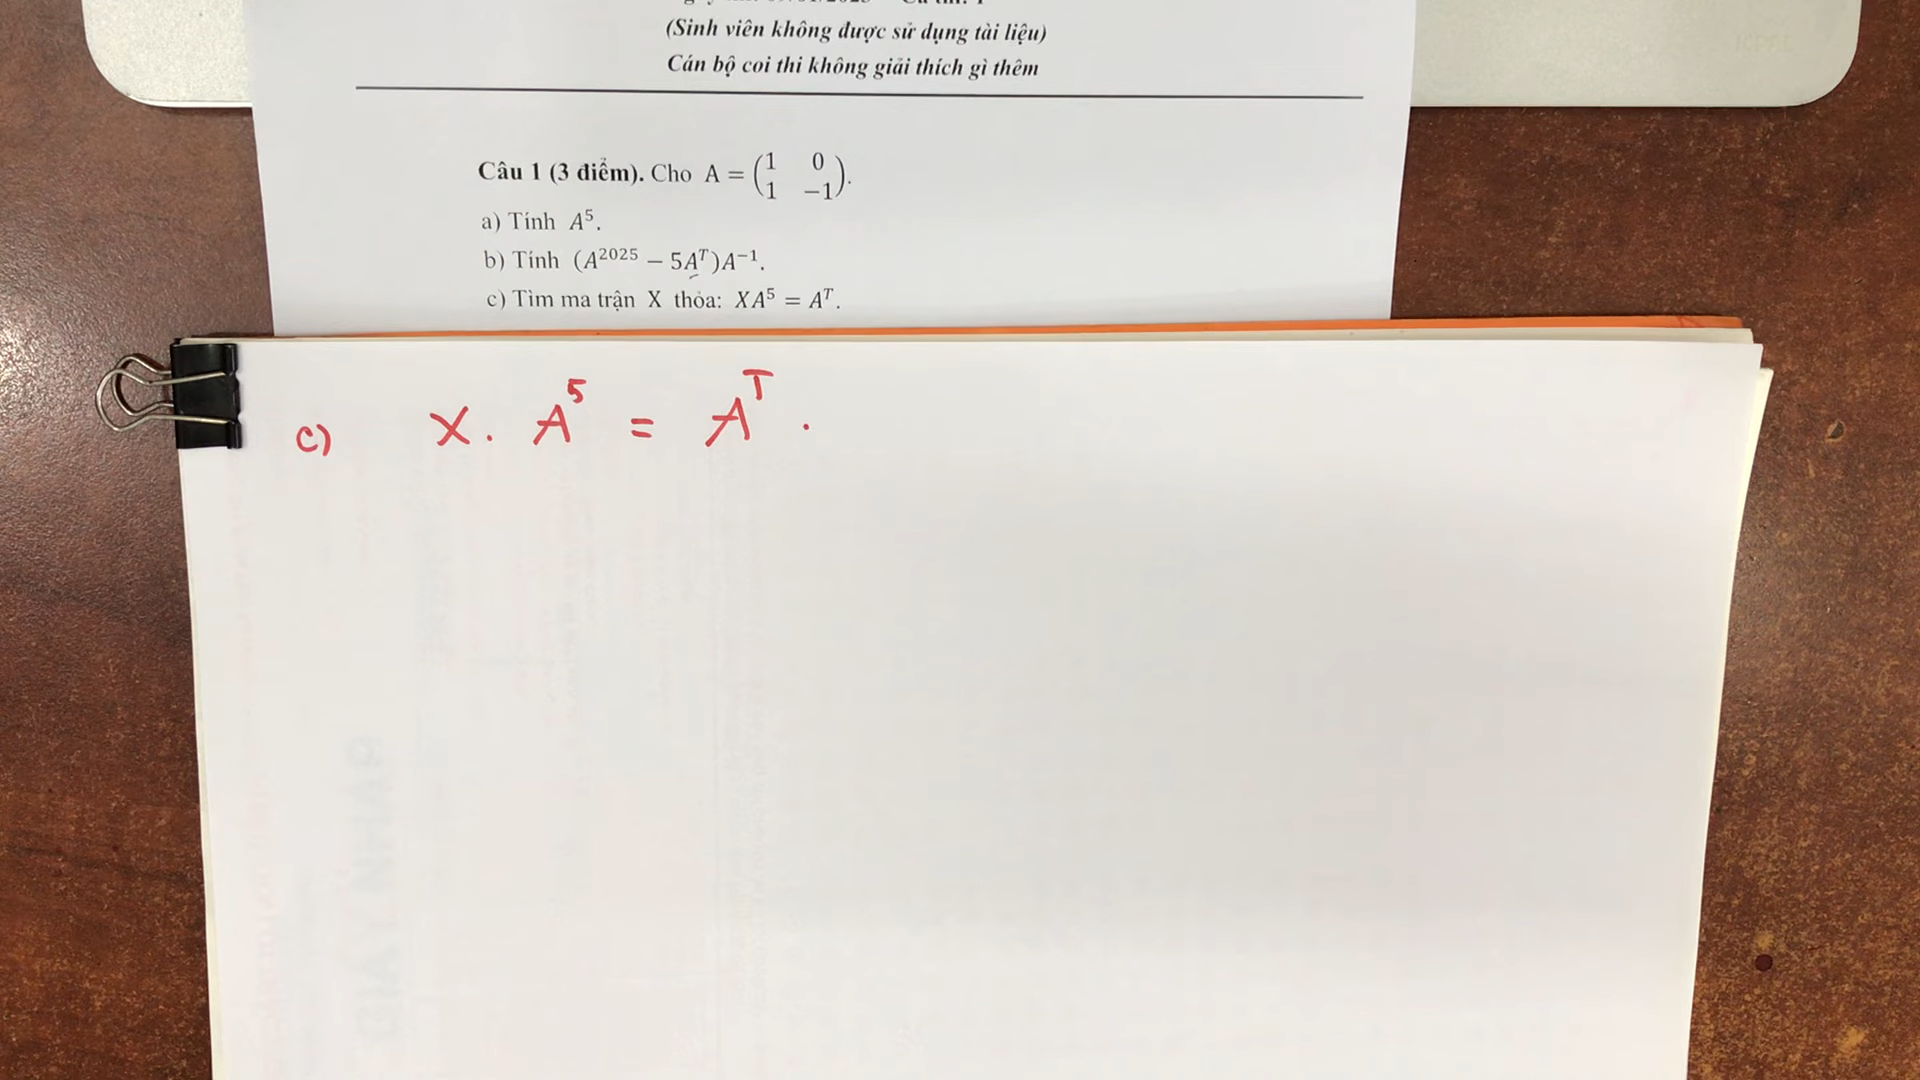 (Sinh viên không được sử dụng tài liệu)
Cán bộ coi thi không giải thích gì thêm
Câu 1 (3 điểm). Cho A = (1 0
1 −1).
a) Tính A⁵.
b) Tính (A²⁰²⁵ − 5Aᵀ)A⁻¹.
c) Tìm ma trận X thỏa: XA⁵ = Aᵀ.
c) X. A⁵ = Aᵀ.